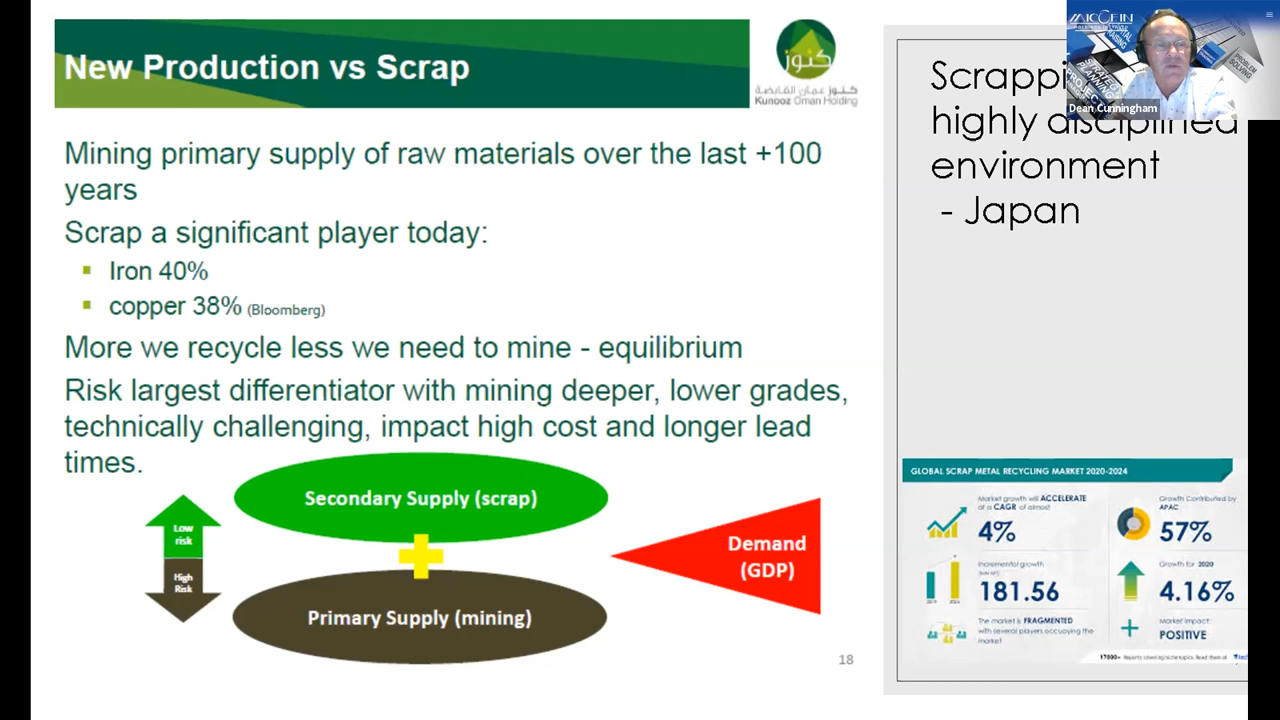 New Production vs Scrap
كنوز
كنوز عمان القابضة
Kunooz Oman Holding
Mining primary supply of raw materials over the last +100
years
Scrap a significant player today:
▪ Iron 40%
▪ copper 38% (Bloomberg)
More we recycle less we need to mine - equilibrium
Risk largest differentiator with mining deeper, lower grades,
technically challenging, impact high cost and longer lead
times.
Low
risk
High
Risk
Secondary Supply (scrap)
Primary Supply (mining)
Demand
(GDP)
18
STRATEGY
PLANNING
PROJECT
PROBLEM
SOLVING
Dean Cunningham
highly disciplined
environment
- Japan
GLOBAL SCRAP METAL RECYCLING MARKET 2020-2024
Market growth will ACCELERATE
at a CAGR of almost
4%
Growth Contributed by
APAC
57%
Incremental growth
181.56
Growth for 2020
4.16%
The market is FRAGMENTED
with several players occupying the
market
Market Impact
POSITIVE
17000+